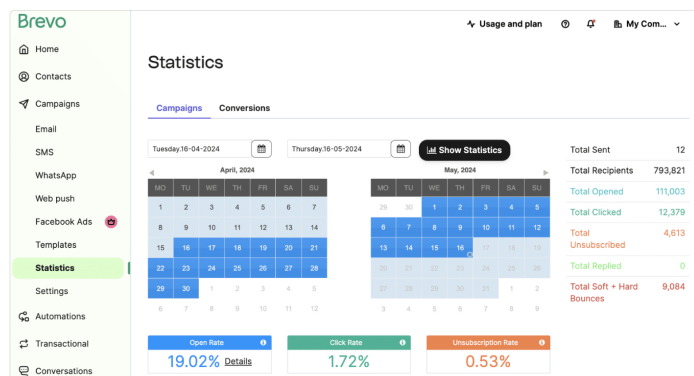 Brevo
Usage and plan
My Com...
Home
Contacts
Campaigns
Email
SMS
WhatsApp
Web push
Facebook Ads
Templates
Statistics
Settings
Automations
Transactional
Conversations
Statistics
Campaigns Conversions
Tuesday.16-04-2024 Thursday.16-05-2024 Show Statistics
April, 2024
MO TU WE TH FR SA SU
1 2 3 4 5 6 7
8 9 10 11 12 13 14
15 16 17 18 19 20 21
22 23 24 25 26 27 28
29 30 1 2 3 4 5
6 7 8 9 10 11 12
May, 2024
MO TU WE TH FR SA SU
29 30 1 2 3 4 5
6 7 8 9 10 11 12
13 14 15 16 17 18 19
20 21 22 23 24 25 26
27 28 29 30 31 1 2
3 4 5 6 7 8 9
Total Sent 12
Total Recipients 793,821
Total Opened 111,003
Total Clicked 12,379
Total 4,613
Unsubscribed
Total Replied 0
Total Soft + Hard 9,084
Bounces
Open Rate
19.02% Details
Click Rate
1.72%
Unsubscription Rate
0.53%